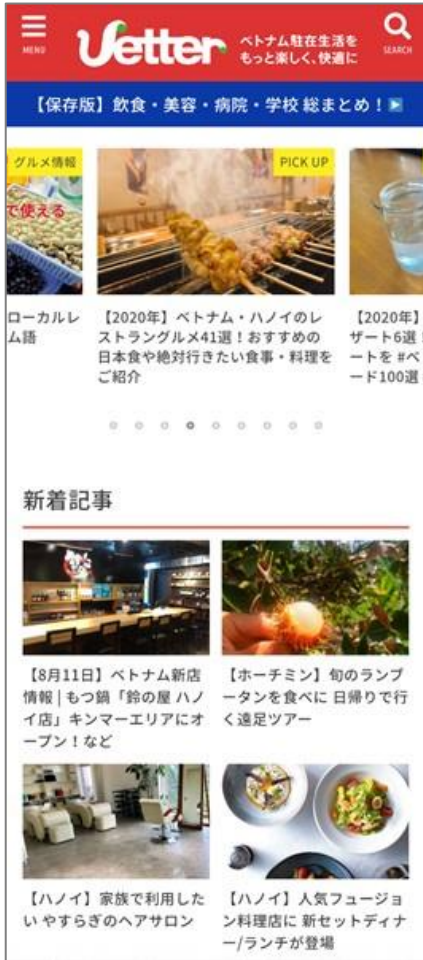 MENU
Vetter
ベトナム駐在生活を
もっと楽しく、快適に
SEARCH
【保存版】飲食・美容・病院・学校 総まとめ！
グルメ情報
で使える
PICK UP
ローカルレ
ム語
【2020年】ベトナム・ハノイのレ
ストラングルメ41選！おすすめの
日本食や絶対行きたい食事・料理を
ご紹介
【2020年】
ザート6選！
ートを #ベ
ード100選
新着記事
【8月11日】ベトナム新店
情報 | もつ鍋「鈴の屋 ハノ
イ店」キンマーエリアにオ
ープン！など
【ホーチミン】旬のランブ
ータンを食べに 日帰りで行
く遠足ツアー
【ハノイ】家族で利用した
い やすらぎのヘアサロン
【ハノイ】人気フュージョ
ン料理店に 新セットディナ
ー/ランチが登場